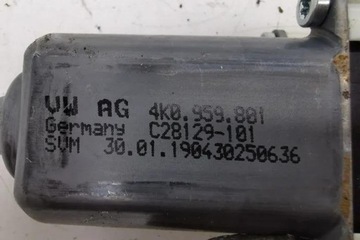 VW AG 4K0.959.801
Germany C28129-101
SVM 30.01.190430250636